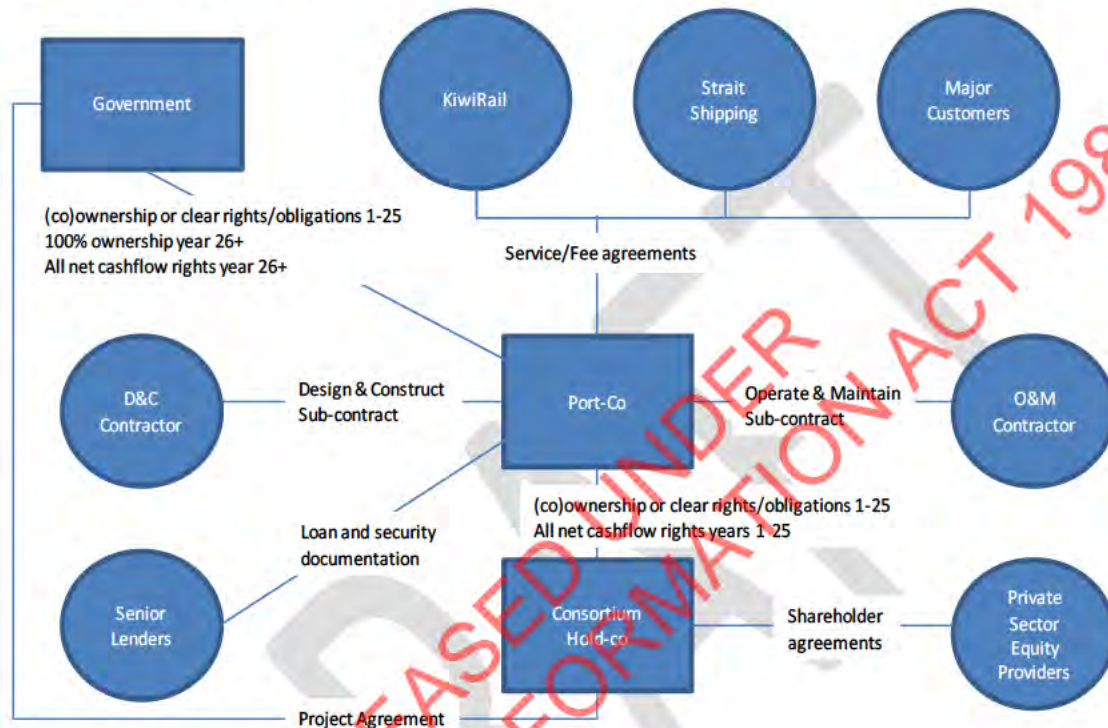 Government
KiwiRail
Strait
Shipping
Major
Customers
(co)ownership or clear rights/obligations 1-25
100% ownership year 26+
All net cashflow rights year 26+
Service/Fee agreements
D&C
Contractor
Design & Construct
Sub-contract
Port-Co
Operate & Maintain
Sub-contract
O&M
Contractor
(co)ownership or clear rights/obligations 1-25
All net cashflow rights years 1-25
Loan and security
documentation
Senior
Lenders
Consortium
Hold-co
Shareholder
agreements
Private
Sector
Equity
Providers
Project Agreement
UNDER
ACT